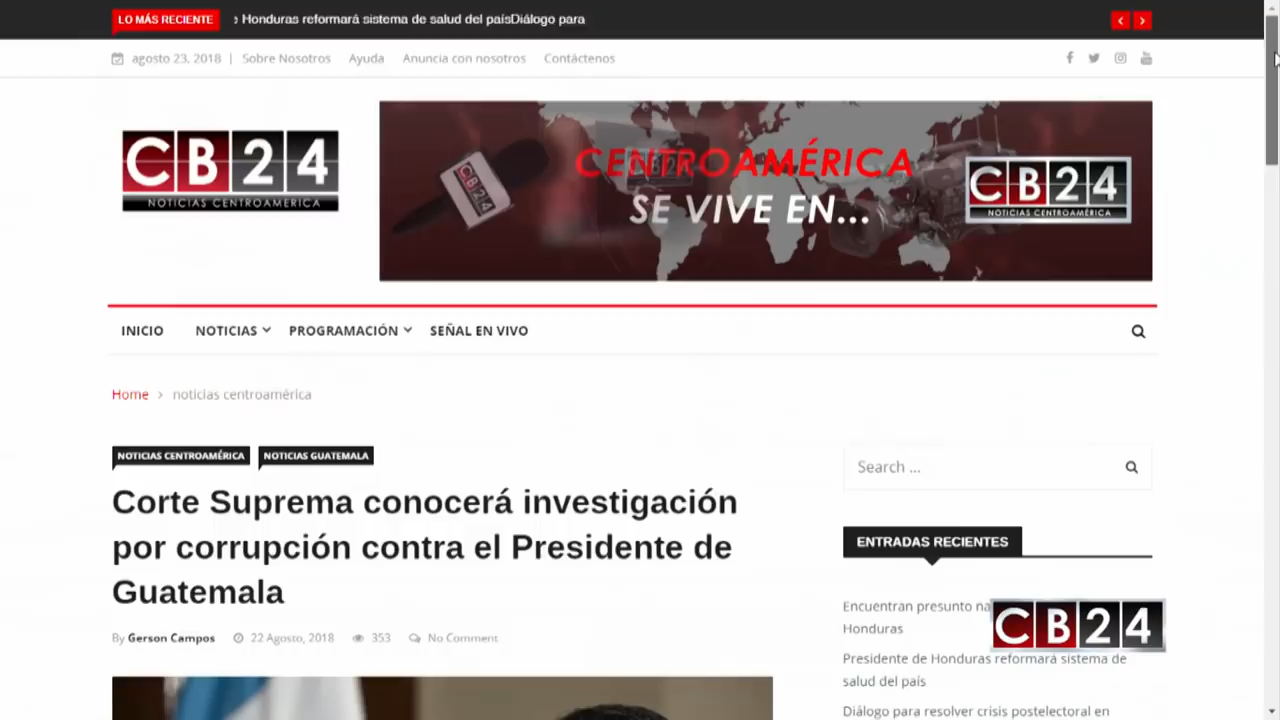 LO MÁS RECIENTE
Honduras reformará sistema de salud del paísDiálogo para
agosto 23, 2018 | Sobre Nosotros Ayuda Anuncia con nosotros Contáctenos
CB24
NOTICIAS CENTROAMÉRICA
CENTROAMÉRICA
SE VIVE EN...
CB24
CB24
NOTICIAS CENTROAMÉRICA
INICIO NOTICIAS PROGRAMACIÓN SEÑAL EN VIVO
Home > noticias centroamérica
NOTICIAS CENTROAMÉRICA NOTICIAS GUATEMALA
Corte Suprema conocerá investigación
por corrupción contra el Presidente de
Guatemala
By Gerson Campos 22 Agosto, 2018 353 No Comment
Search ...
ENTRADAS RECIENTES
Encuentran presunto
Honduras
CB24
Presidente de Honduras reformará sistema de
salud del país
Diálogo para resolver crisis postelectoral en